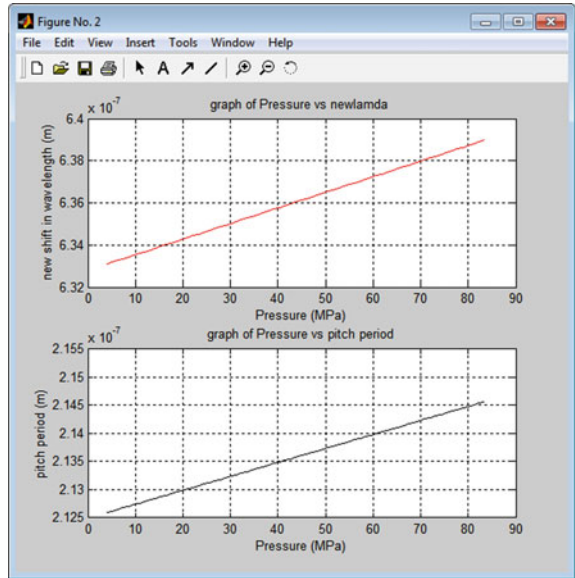 Figure No. 2
File Edit View Insert Tools Window Help
A
x 10^-7
graph of Pressure vs newlamda
6.4
6.38
6.36
6.34
6.32
new shift in wavelength (m)
0 10 20 30 40 50 60 70 80 90
Pressure (MPa)
x 10^-7
graph of Pressure vs pitch period
2.155
2.15
2.145
2.14
2.135
2.13
2.125
pitch period (m)
0 10 20 30 40 50 60 70 80 90
Pressure (MPa)